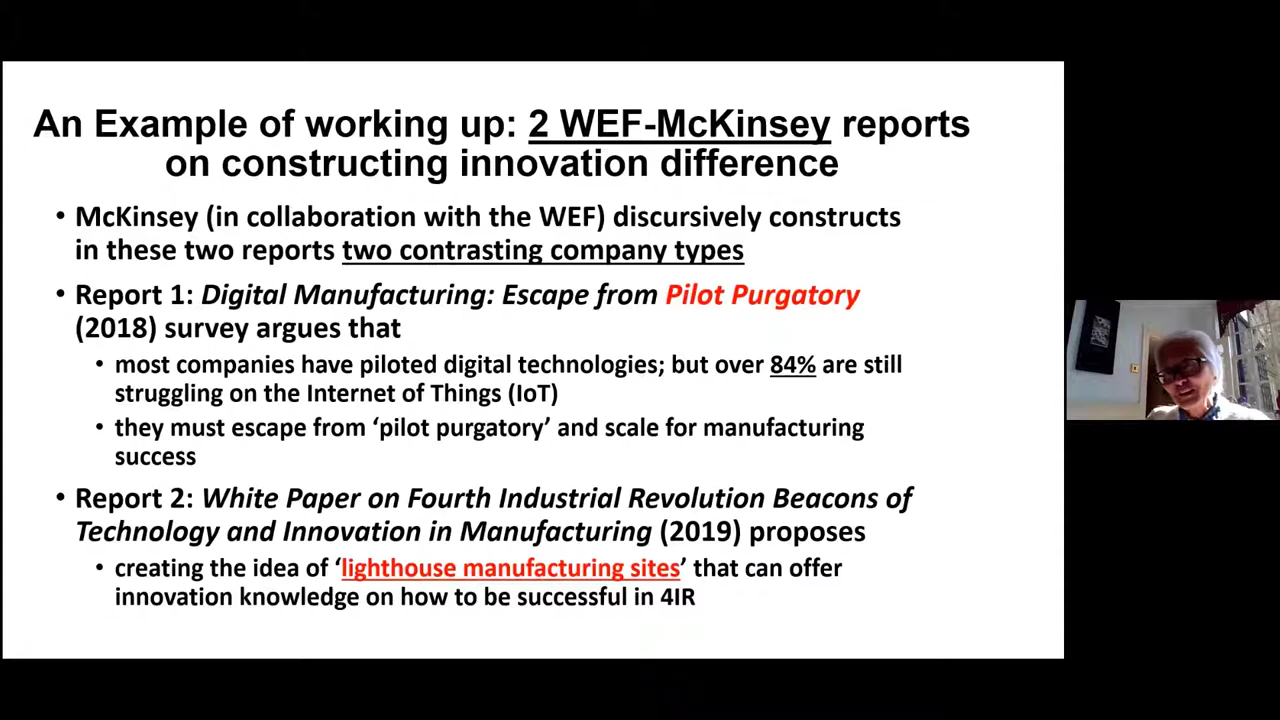 An Example of working up: 2 WEF-McKinsey reports
on constructing innovation difference
• McKinsey (in collaboration with the WEF) discursively constructs
in these two reports two contrasting company types
• Report 1: Digital Manufacturing: Escape from Pilot Purgatory
(2018) survey argues that
• most companies have piloted digital technologies; but over 84% are still
struggling on the Internet of Things (IoT)
• they must escape from ‘pilot purgatory’ and scale for manufacturing
success
• Report 2: White Paper on Fourth Industrial Revolution Beacons of
Technology and Innovation in Manufacturing (2019) proposes
• creating the idea of ‘lighthouse manufacturing sites’ that can offer
innovation knowledge on how to be successful in 4IR